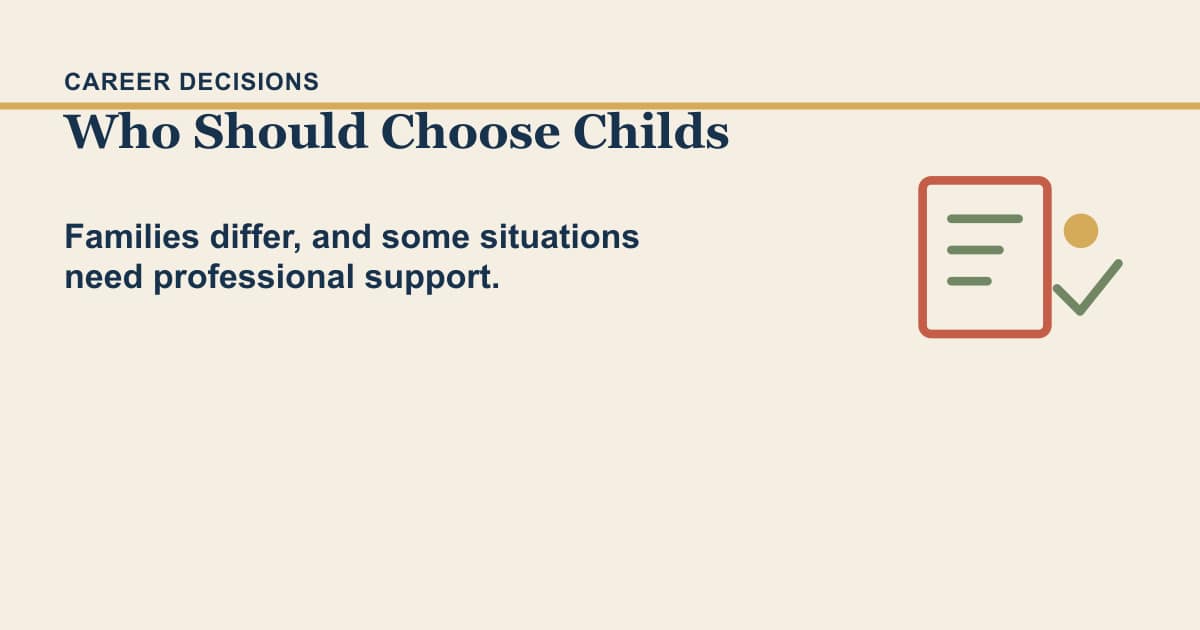 CAREER DECISIONS
Who Should Choose Childs
Families differ, and some situations
need professional support.